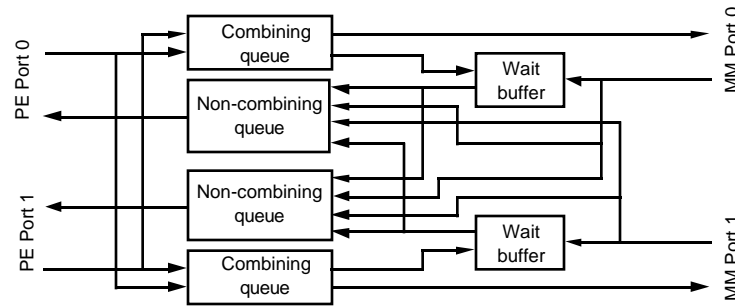 PE Port 0
Combining
queue
MM Port 0
Wait
buffer
Non-combining
queue
Non-combining
queue
PE Port 1
Wait
buffer
MM Port 1
Combining
queue